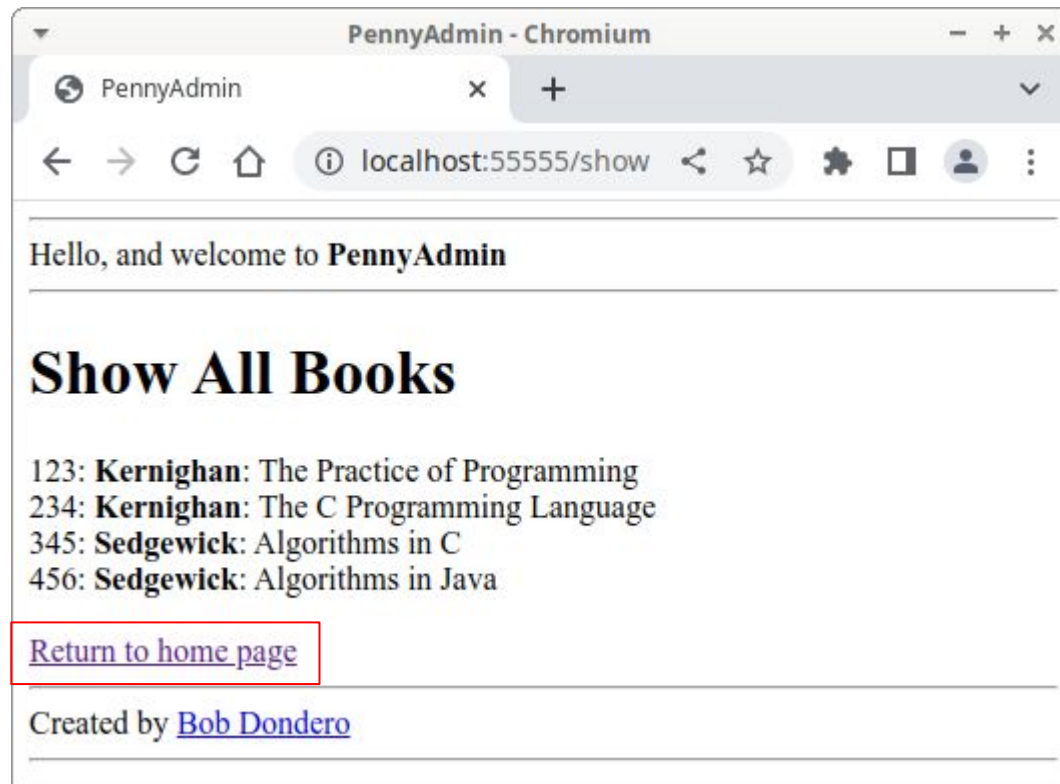 PennyAdmin - Chromium
PennyAdmin
localhost:55555/show
Hello, and welcome to PennyAdmin
Show All Books
123: Kernighan: The Practice of Programming
234: Kernighan: The C Programming Language
345: Sedgewick: Algorithms in C
456: Sedgewick: Algorithms in Java
Return to home page
Created by Bob Dondero